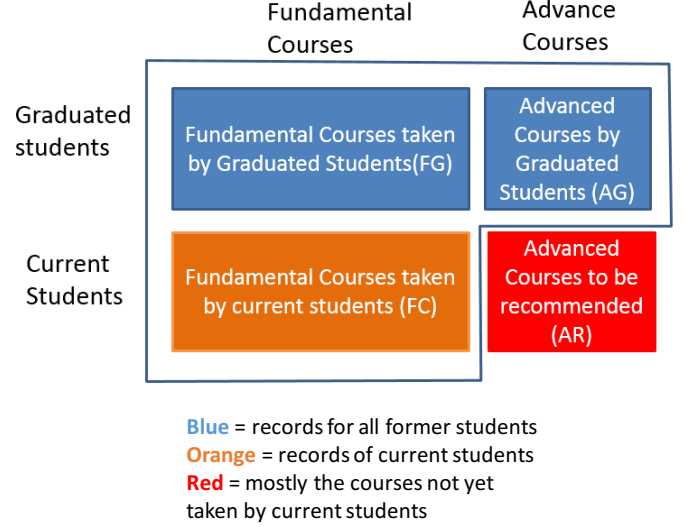 Fundamental
Courses
Advance
Courses
Graduated
students
Fundamental Courses taken
by Graduated Students(FG)
Advanced
Courses by
Graduated
Students (AG)
Current
Students
Fundamental Courses taken
by current students (FC)
Advanced
Courses to be
recommended
(AR)
Blue = records for all former students
Orange = records of current students
Red = mostly the courses not yet
taken by current students